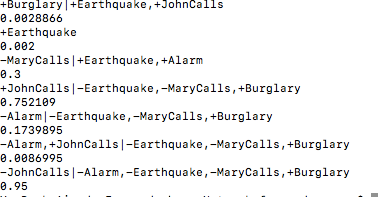 +Burglary|+Earthquake,+JohnCalls
0.0028866
+Earthquake
0.002
-MaryCalls|+Earthquake,+Alarm
0.3
+JohnCalls|-Earthquake,-MaryCalls,+Burglary
0.752109
-Alarm|-Earthquake,-MaryCalls,+Burglary
0.1739895
-Alarm,+JohnCalls|-Earthquake,-MaryCalls,+Burglary
0.0086995
-JohnCalls|-Alarm,-Earthquake,-MaryCalls,+Burglary
0.95